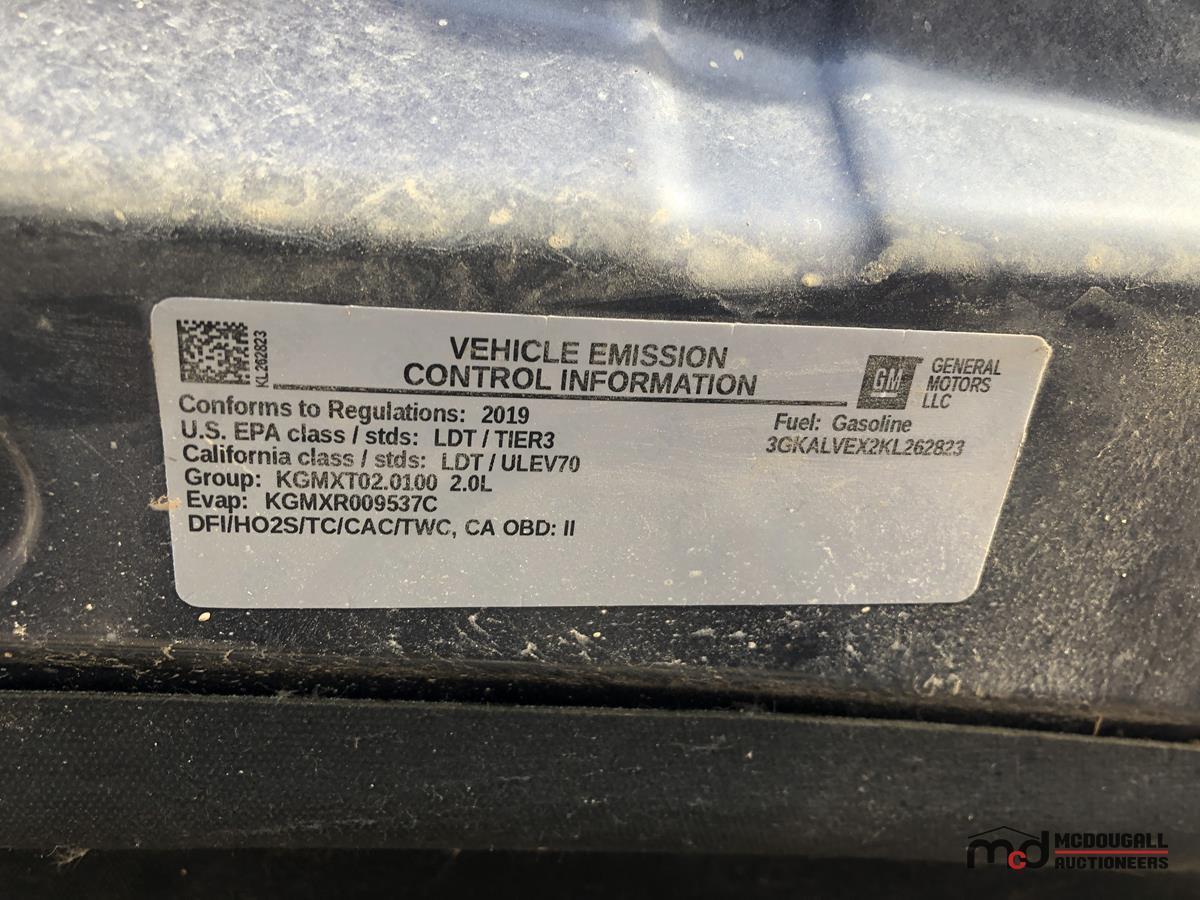 KL262823
VEHICLE EMISSION
CONTROL INFORMATION
GM
GENERAL
MOTORS
LLC
Conforms to Regulations: 2019
U.S. EPA class / stds: LDT / TIER3
California class / stds: LDT / ULEV70
Group: KGMXT02.0100 2.0L
Evap: KGMXR009537C
DFI/HO2S/TC/CAC/TWC, CA OBD: II
Fuel: Gasoline
3GKALVEX2KL262823
mcd
MCDOUGALL
AUCTIONEERS